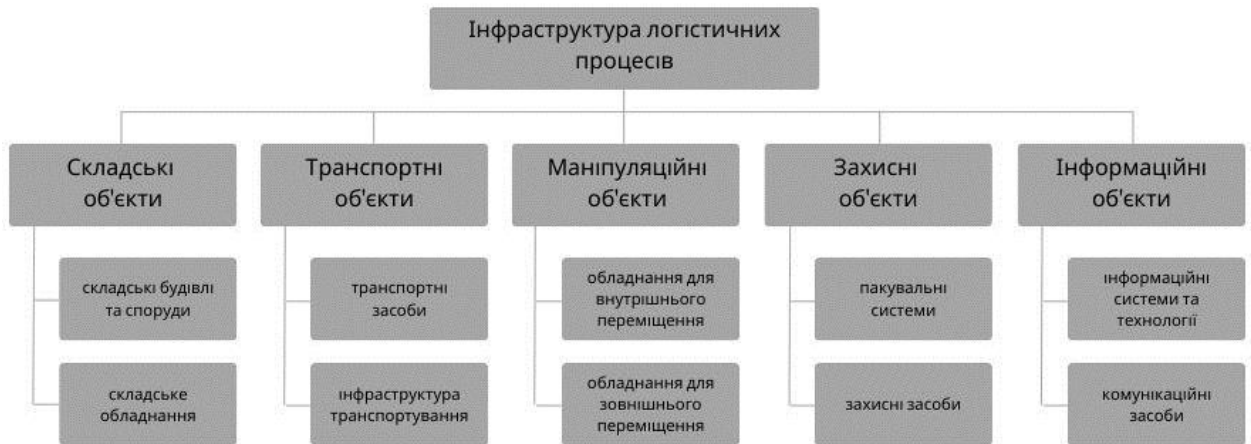 Інфраструктура логістичних
процесів
Складські
об'єкти
Транспортні
об'єкти
Маніпуляційні
об'єкти
Захисні
об'єкти
Інформаційні
об'єкти
складські будівлі
та споруди
транспортні
засоби
обладнання для
внутрішнього
переміщення
пакувальні
системи
інформаційні
системи та
технології
складське
обладнання
інфраструктура
транспортування
обладнання для
зовнішнього
переміщення
захисні засоби
комунікаційні
засоби